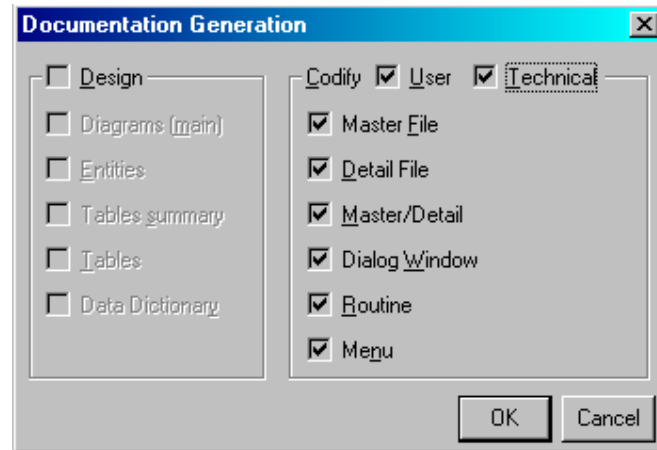 Documentation Generation
Design
Diagrams (main)
Entities
Tables summary
Tables
Data Dictionary
Codify User Technical
Master File
Detail File
Master/Detail
Dialog Window
Routine
Menu
OK Cancel